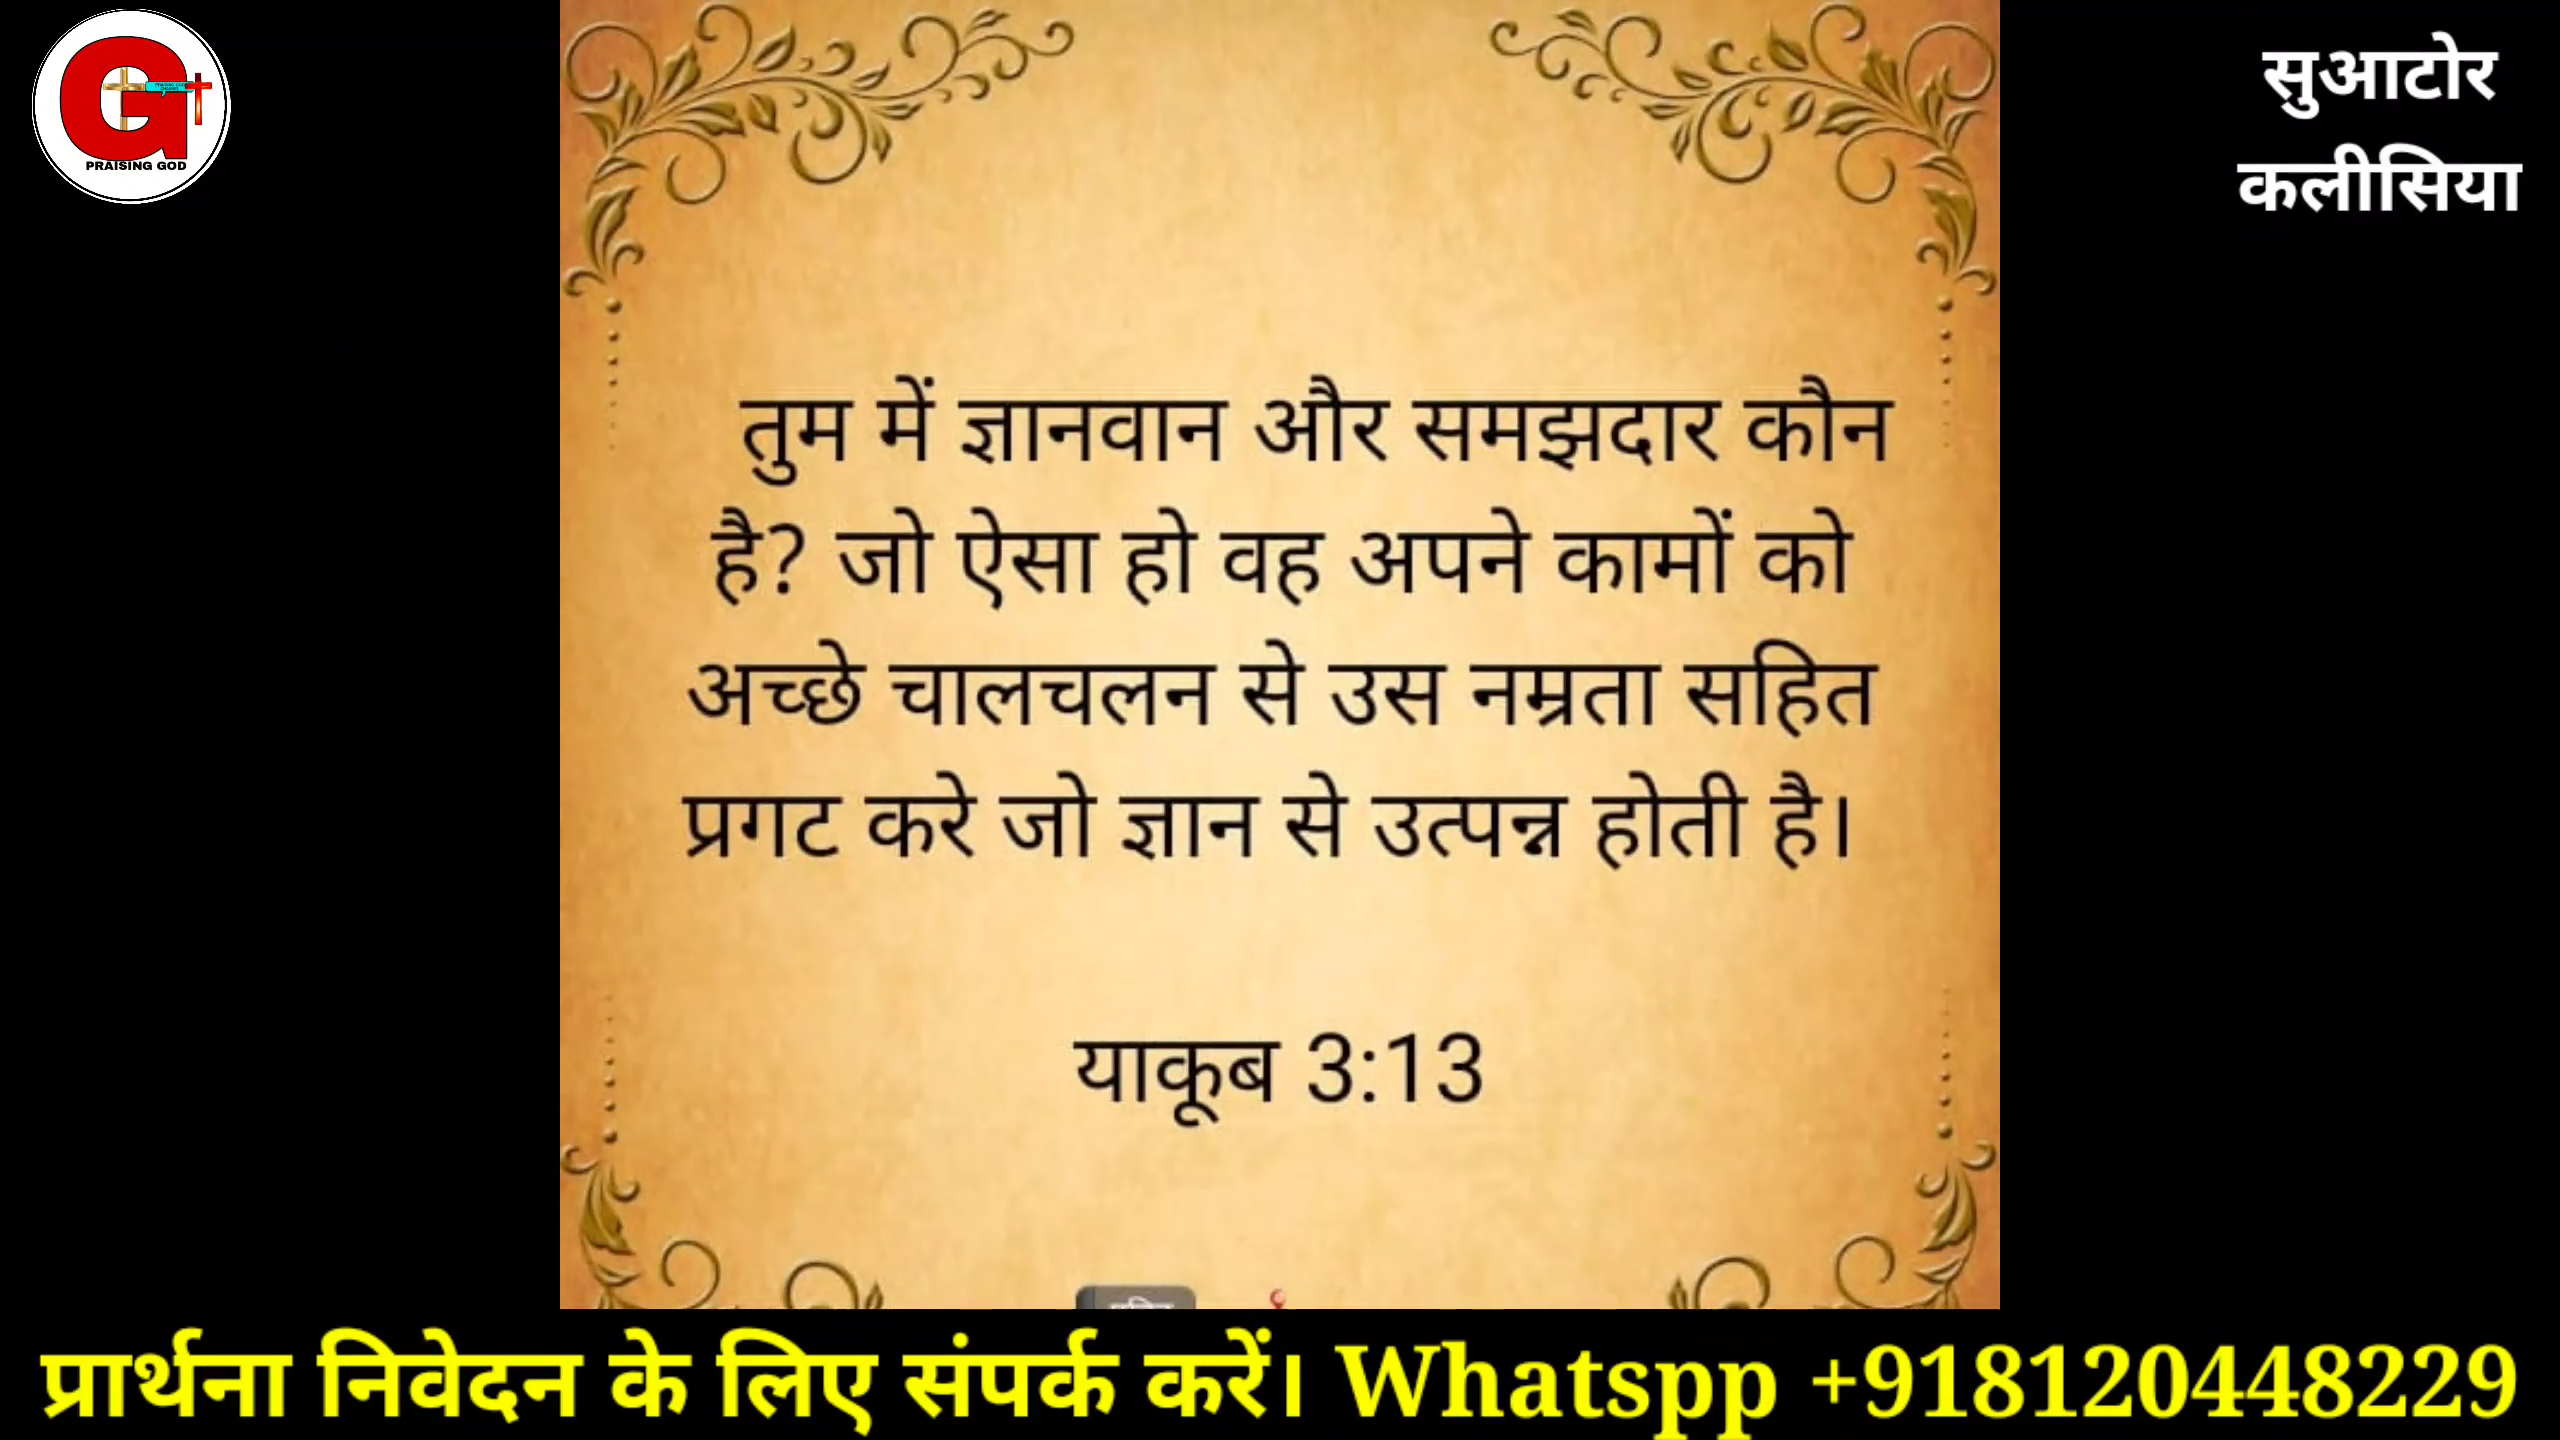 PRAISING GOD
सुआटोर
कलीसिया
तुम में ज्ञानवान और समझदार कौन
है? जो ऐसा हो वह अपने कामों को
अच्छे चालचलन से उस नम्रता सहित
प्रगट करे जो ज्ञान से उत्पन्न होती है।
याकूब 3:13
प्रार्थना निवेदन के लिए संपर्क करें। Whatspp +918120448229